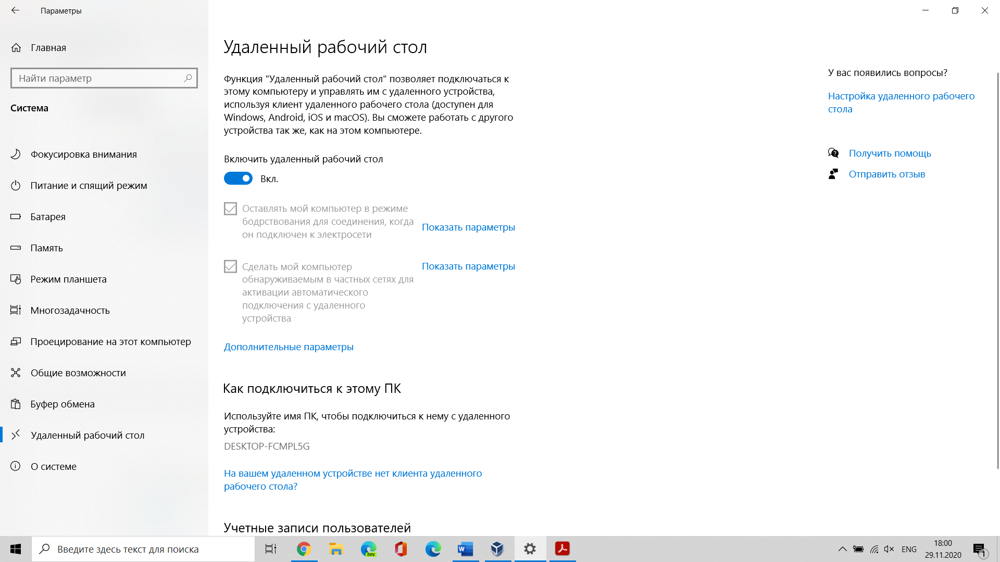 Параметры
Главная
Найти параметр
Система
Фокусировка внимания
Питание и спящий режим
Батарея
Память
Режим планшета
Многозадачность
Проецирование на этот компьютер
Общие возможности
Буфер обмена
Удаленный рабочий стол
О системе
Удаленный рабочий стол
Функция "Удаленный рабочий стол" позволяет подключаться к
этому компьютеру и управлять им с удаленного устройства,
используя клиент удаленного рабочего стола (доступен для
Windows, Android, iOS и macOS). Вы сможете работать с другого
устройства так же, как на этом компьютере.
Включить удаленный рабочий стол
Вкл.
Оставлять мой компьютер в режиме
бодрствования для соединения, когда
он подключен к электросети
Показать параметры
Сделать мой компьютер
обнаруживаемым в частных сетях для
активации автоматического
подключения с удаленного
устройства
Показать параметры
Дополнительные параметры
Как подключиться к этому ПК
Используйте имя ПК, чтобы подключиться к нему с удаленного
устройства:
DESKTOP-FCMPL5G
На вашем удаленном устройстве нет клиента удаленного
рабочего стола?
Учетные записи пользователей
У вас появились вопросы?
Настройка удаленного рабочего
стола
Получить помощь
Отправить отзыв
Введите здесь текст для поиска
DEV
W
ENG
18:00
29.11.2020
1